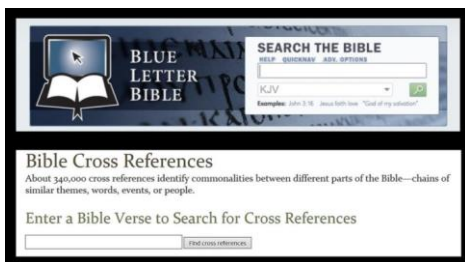 BLUE
LETTER
BIBLE
SEARCH THE BIBLE
HELP QUICKNAV ADV. OPTIONS
KJV
Examples: John 3:16 Jesus faith love "God of my salvation"
Bible Cross References
About 340,000 cross references identify commonalities between different parts of the Bible—chains of
similar themes, words, events, or people.
Enter a Bible Verse to Search for Cross References
Find cross references